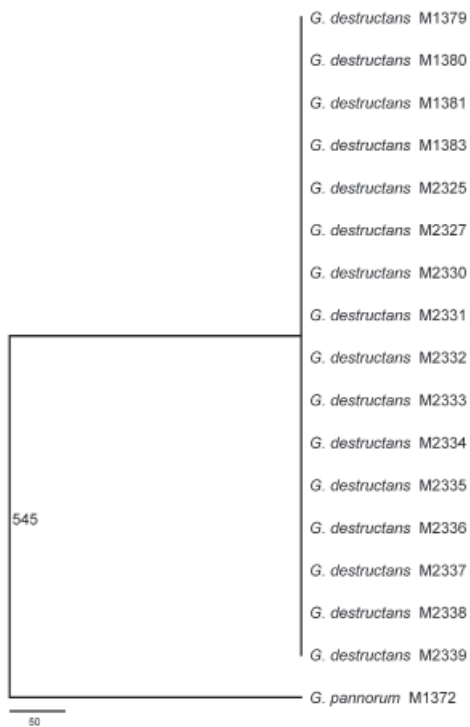 G. destructans M1379
G. destructans M1380
G. destructans M1381
G. destructans M1383
G. destructans M2325
G. destructans M2327
G. destructans M2330
G. destructans M2331
G. destructans M2332
G. destructans M2333
G. destructans M2334
G. destructans M2335
545
G. destructans M2336
G. destructans M2337
G. destructans M2338
G. destructans M2339
G. pannorum M1372
50